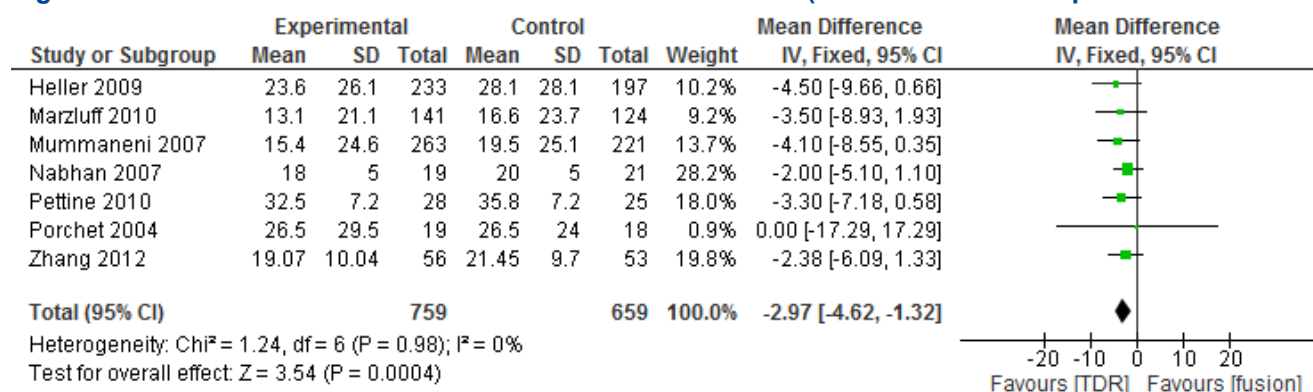 Experimental Control Mean Difference Mean Difference
Study or Subgroup Mean SD Total Mean SD Total Weight IV, Fixed, 95% CI IV, Fixed, 95% CI
Heller 2009 23.6 26.1 233 28.1 28.1 197 10.2% -4.50 [-9.66, 0.66]
Marzluff 2010 13.1 21.1 141 16.6 23.7 124 9.2% -3.50 [-8.93, 1.93]
Mummaneni 2007 15.4 24.6 263 19.5 25.1 221 13.7% -4.10 [-8.55, 0.35]
Nabhan 2007 18 5 19 20 5 21 28.2% -2.00 [-5.10, 1.10]
Pettine 2010 32.5 7.2 28 35.8 7.2 25 18.0% -3.30 [-7.18, 0.58]
Porchet 2004 26.5 29.5 19 26.5 24 18 0.9% 0.00 [-17.29, 17.29]
Zhang 2012 19.07 10.04 56 21.45 9.7 53 19.8% -2.38 [-6.09, 1.33]
Total (95% CI) 759 659 100.0% -2.97 [-4.62, -1.32]
Heterogeneity: Chi² = 1.24, df = 6 (P = 0.98); I² = 0%
Test for overall effect: Z = 3.54 (P = 0.0004)
-20 -10 0 10 20
Favours [TDR] Favours [fusion]